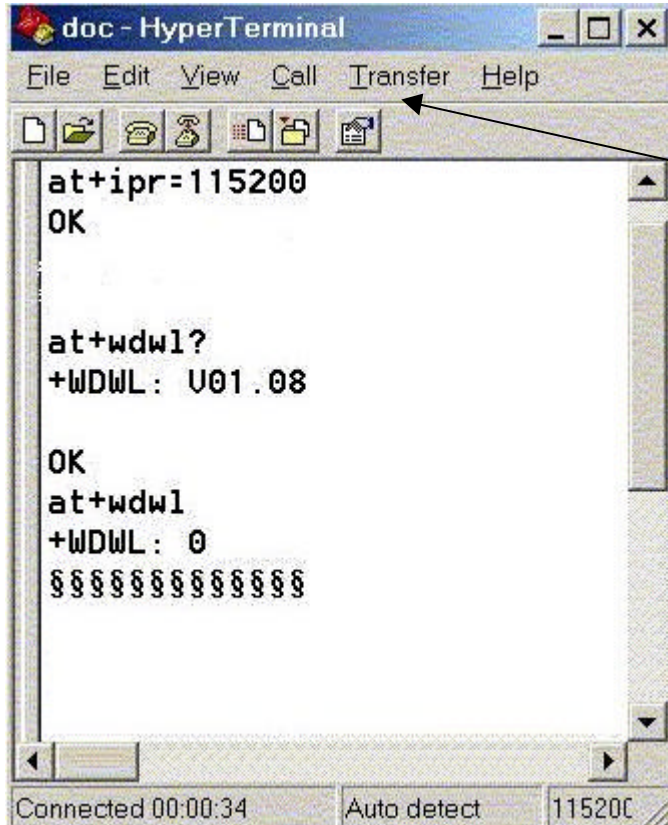 doc - HyperTerminal
File Edit View Call Transfer Help
at+ipr=115200
OK
at+wdwl?
+WDWL: V01.08
OK
at+wdwl
+WDWL: 0
§§§§§§§§§§§§§
Connected 00:00:34 Auto detect 115200